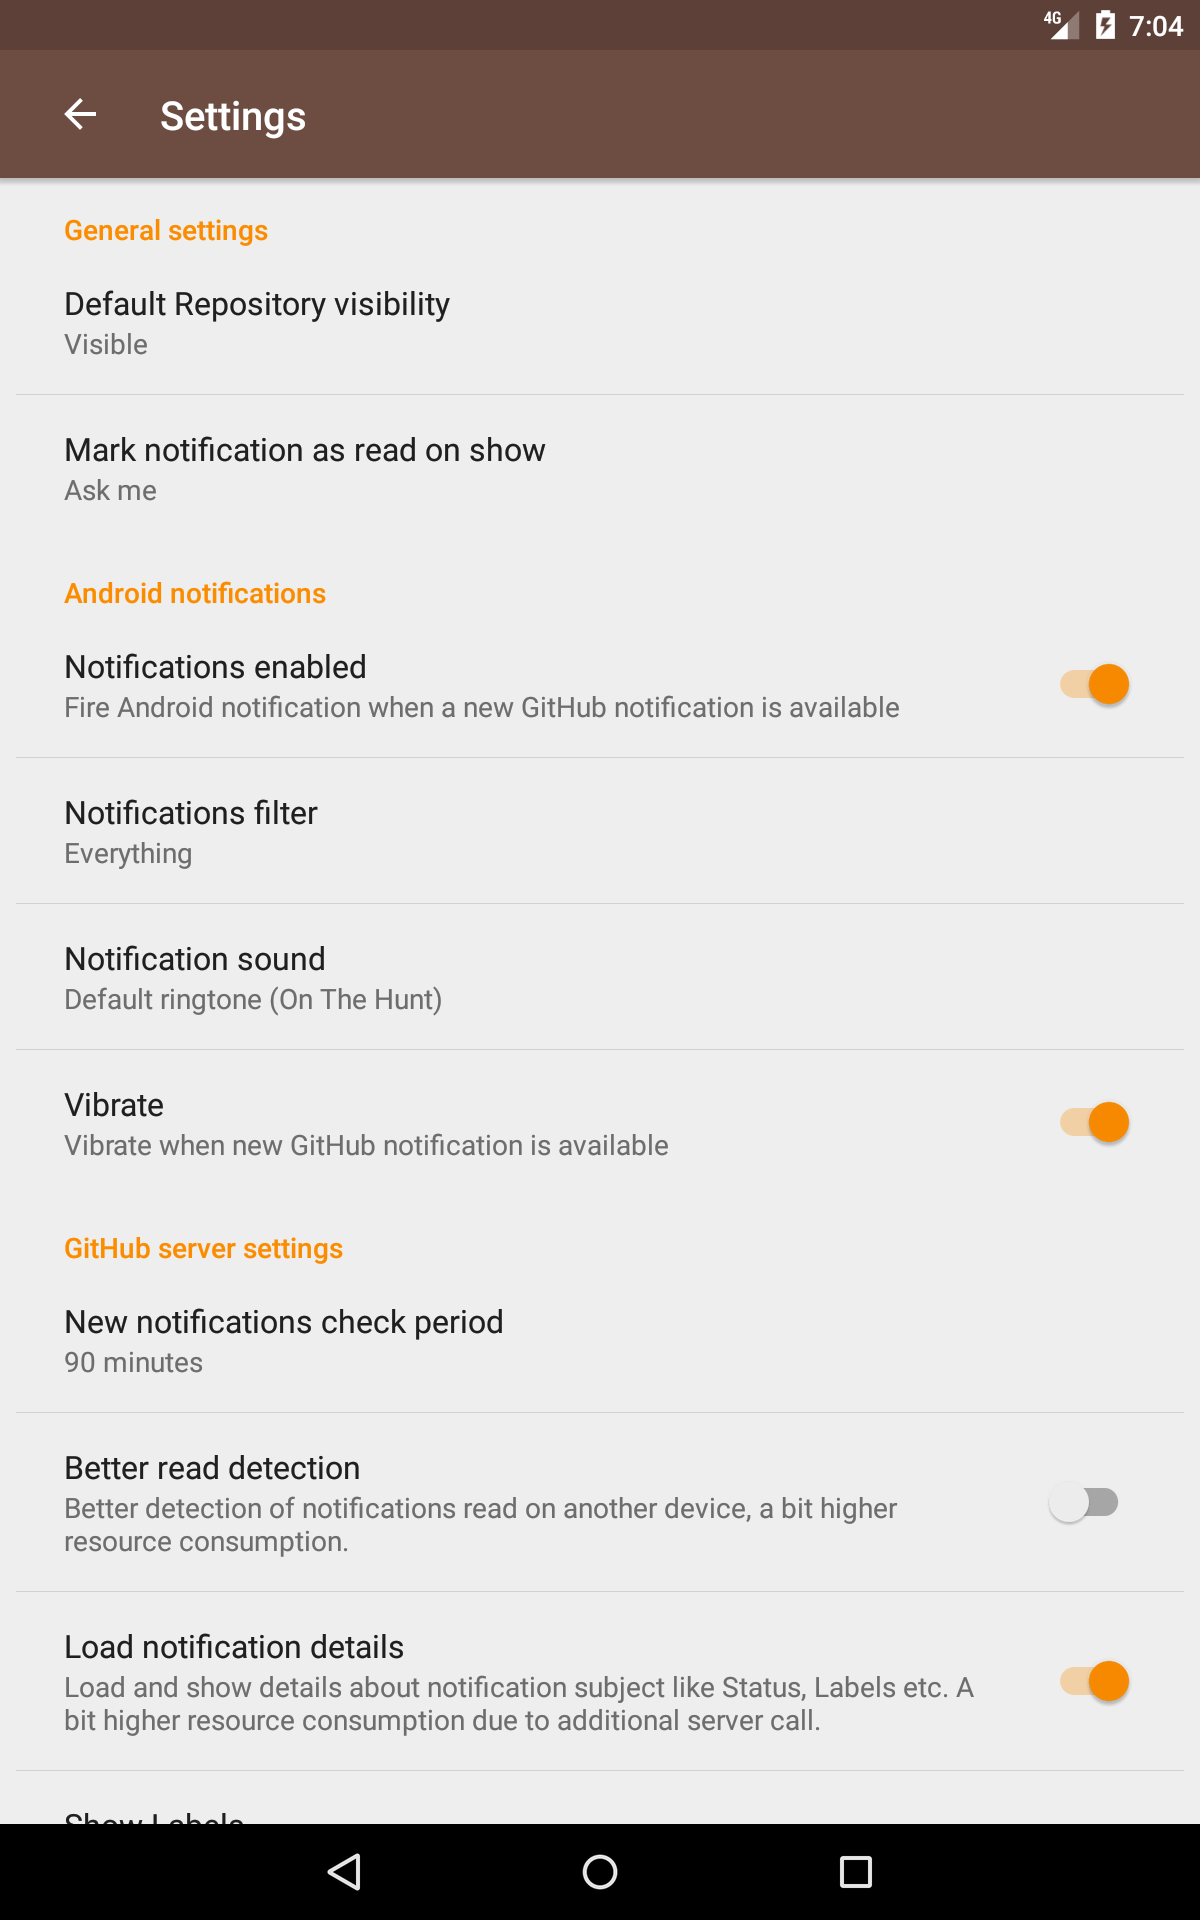 4G 7:04
Settings
General settings
Default Repository visibility
Visible
Mark notification as read on show
Ask me
Android notifications
Notifications enabled
Fire Android notification when a new GitHub notification is available
Notifications filter
Everything
Notification sound
Default ringtone (On The Hunt)
Vibrate
Vibrate when new GitHub notification is available
GitHub server settings
New notifications check period
90 minutes
Better read detection
Better detection of notifications read on another device, a bit higher
resource consumption.
Load notification details
Load and show details about notification subject like Status, Labels etc. A
bit higher resource consumption due to additional server call.
Show Labels